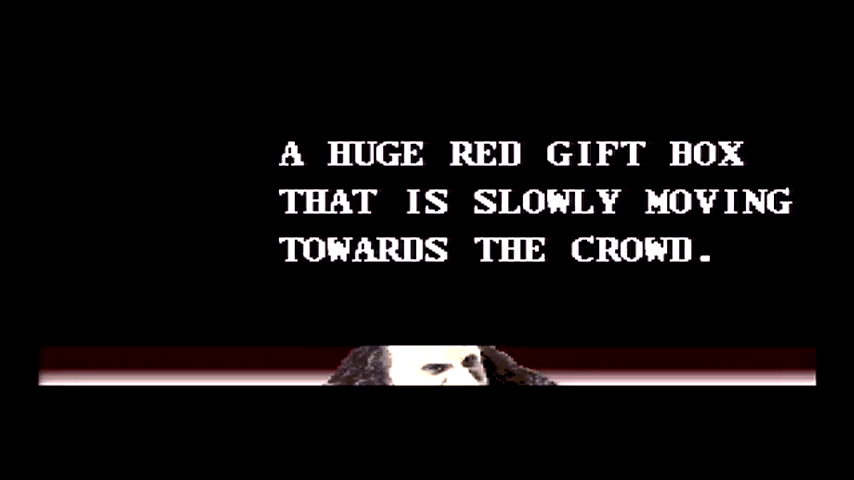 A HUGE RED GIFT BOX
THAT IS SLOWLY MOVING
TOWARDS THE CROWD.